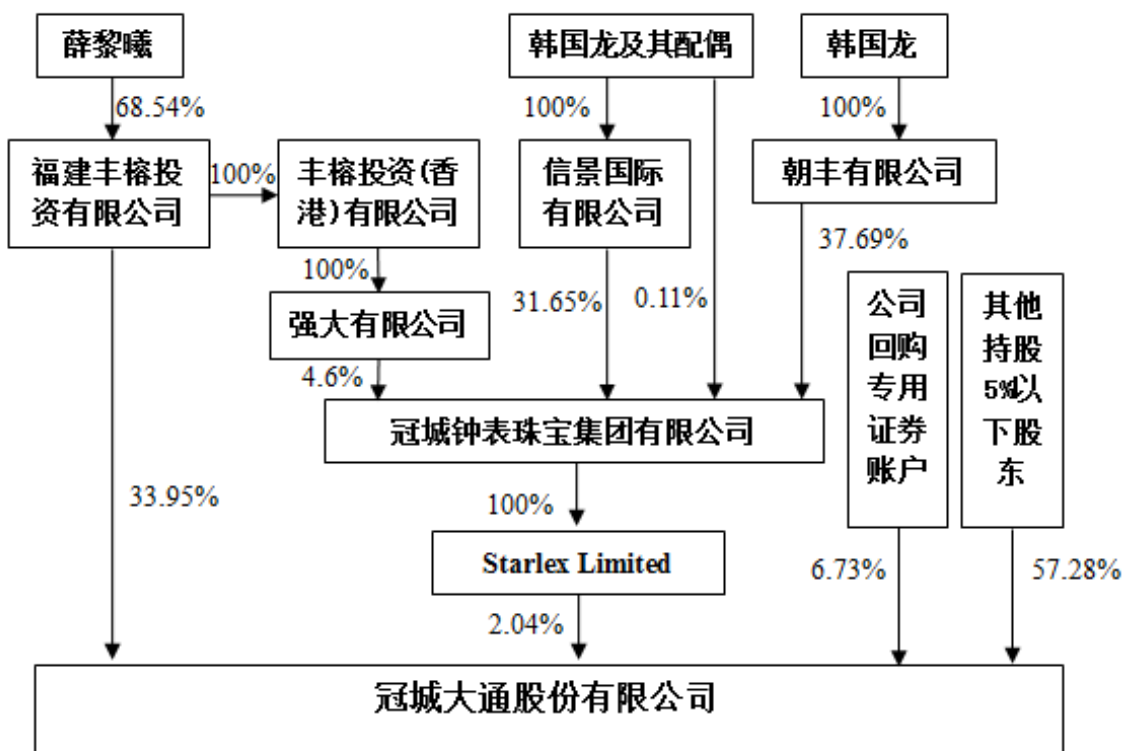 薛黎曦
韩国龙及其配偶
韩国龙
68.54%
100%
100%
福建丰榕投
资有限公司
100%
丰榕投资(香
港)有限公司
信景国际
有限公司
朝丰有限公司
100%
31.65%
0.11%
37.69%
强大有限公司
4.6%
公司
回购
专用
证券
账户
其他
持股
5%以
下股
东
冠城钟表珠宝集团有限公司
33.95%
100%
Starlex Limited
6.73%
57.28%
2.04%
冠城大通股份有限公司